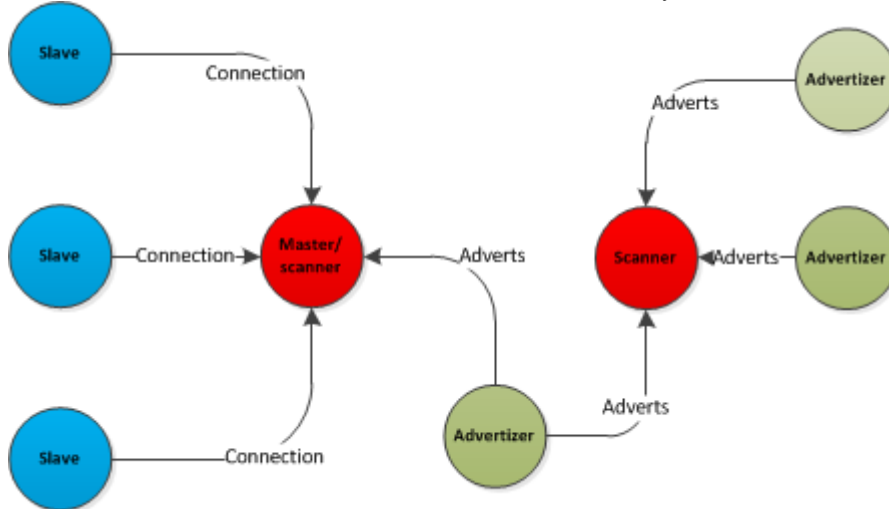 Slave
Connection
Advertizer
Adverts
Slave
Connection
Master/
scanner
Adverts
Scanner
Adverts
Advertizer
Slave
Connection
Advertizer
Adverts